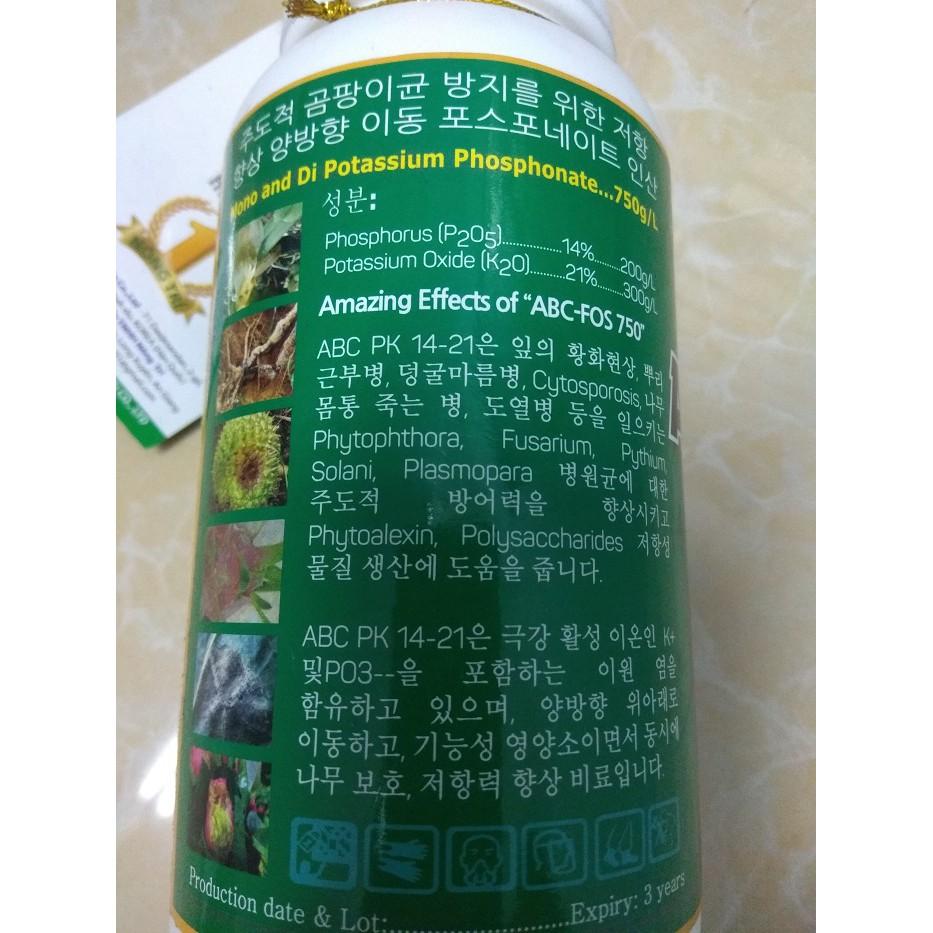 주도적 곰팡이균 방지를 위한 저항
향상 양방향 이동 포스포네이트 인산
Mono and Di Potassium Phosphonate...750g/L
성분:
Phosphorus (P2O5)..................14%.........200g/L
Potassium Oxide (K2O)..........21%.........300g/L
Amazing Effects of “ABC-FOS 750”
ABC PK 14-21은 잎의 황화현상, 뿌리
근부병, 덩굴마름병, Cytosporosis, 나무
몸통 죽는 병, 도열병 등을 일으키는
Phytophthora, Fusarium, Pythium,
Solani, Plasmopara 병원균에 대한
주도적 방어력을 향상시키고
Phytoalexin, Polysaccharides 저항성
물질 생산에 도움을 줍니다.
ABC PK 14-21은 극강 활성 이온인 K+
및PO3--을 포함하는 이원 염을
함유하고 있으며, 양방향 위아래로
이동하고, 기능성 영양소이면서 동시에
나무 보호, 저항력 향상 비료입니다.
Production date & Lot:..............................Expiry: 3 years